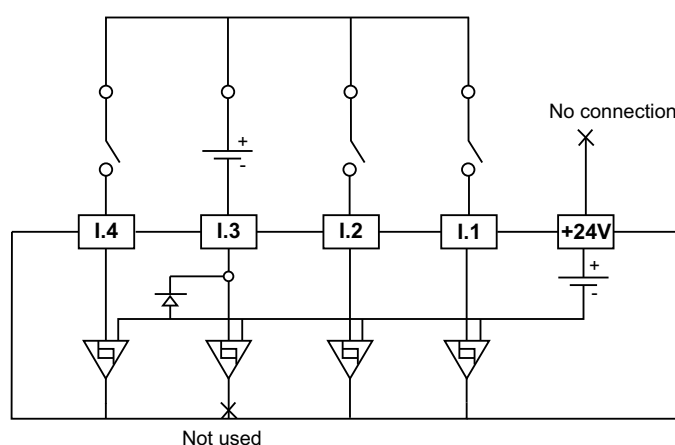 No connection
+
-
I.4
I.3
I.2
I.1
+24V
+
-
Not used